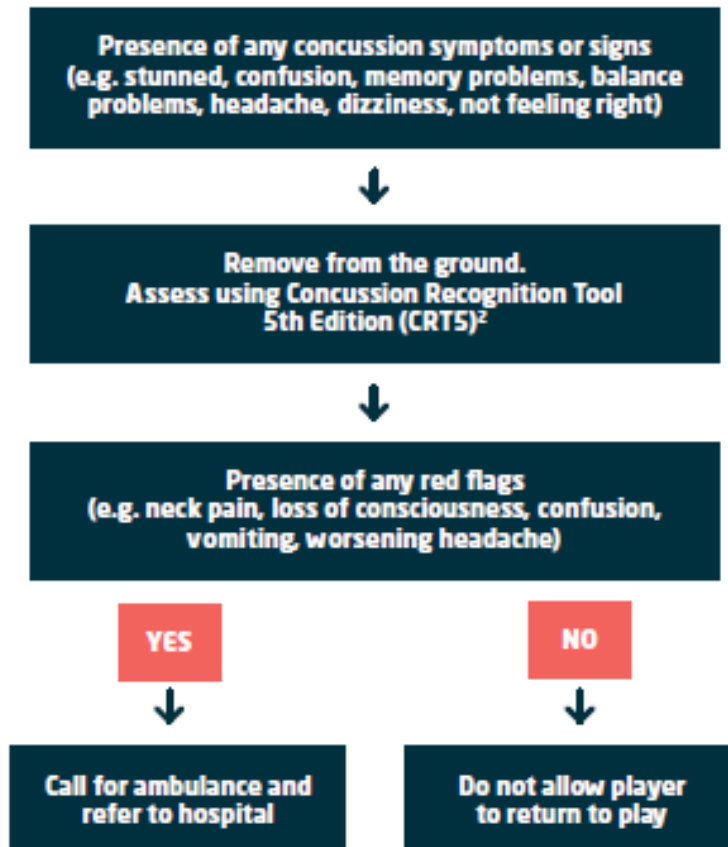 Presence of any concussion symptoms or signs
(e.g. stunned, confusion, memory problems, balance
problems, headache, dizziness, not feeling right)
Remove from the ground.
Assess using Concussion Recognition Tool
5th Edition (CRT5)²
Presence of any red flags
(e.g. neck pain, loss of consciousness, confusion,
vomiting, worsening headache)
YES
NO
Call for ambulance and
refer to hospital
Do not allow player
to return to play